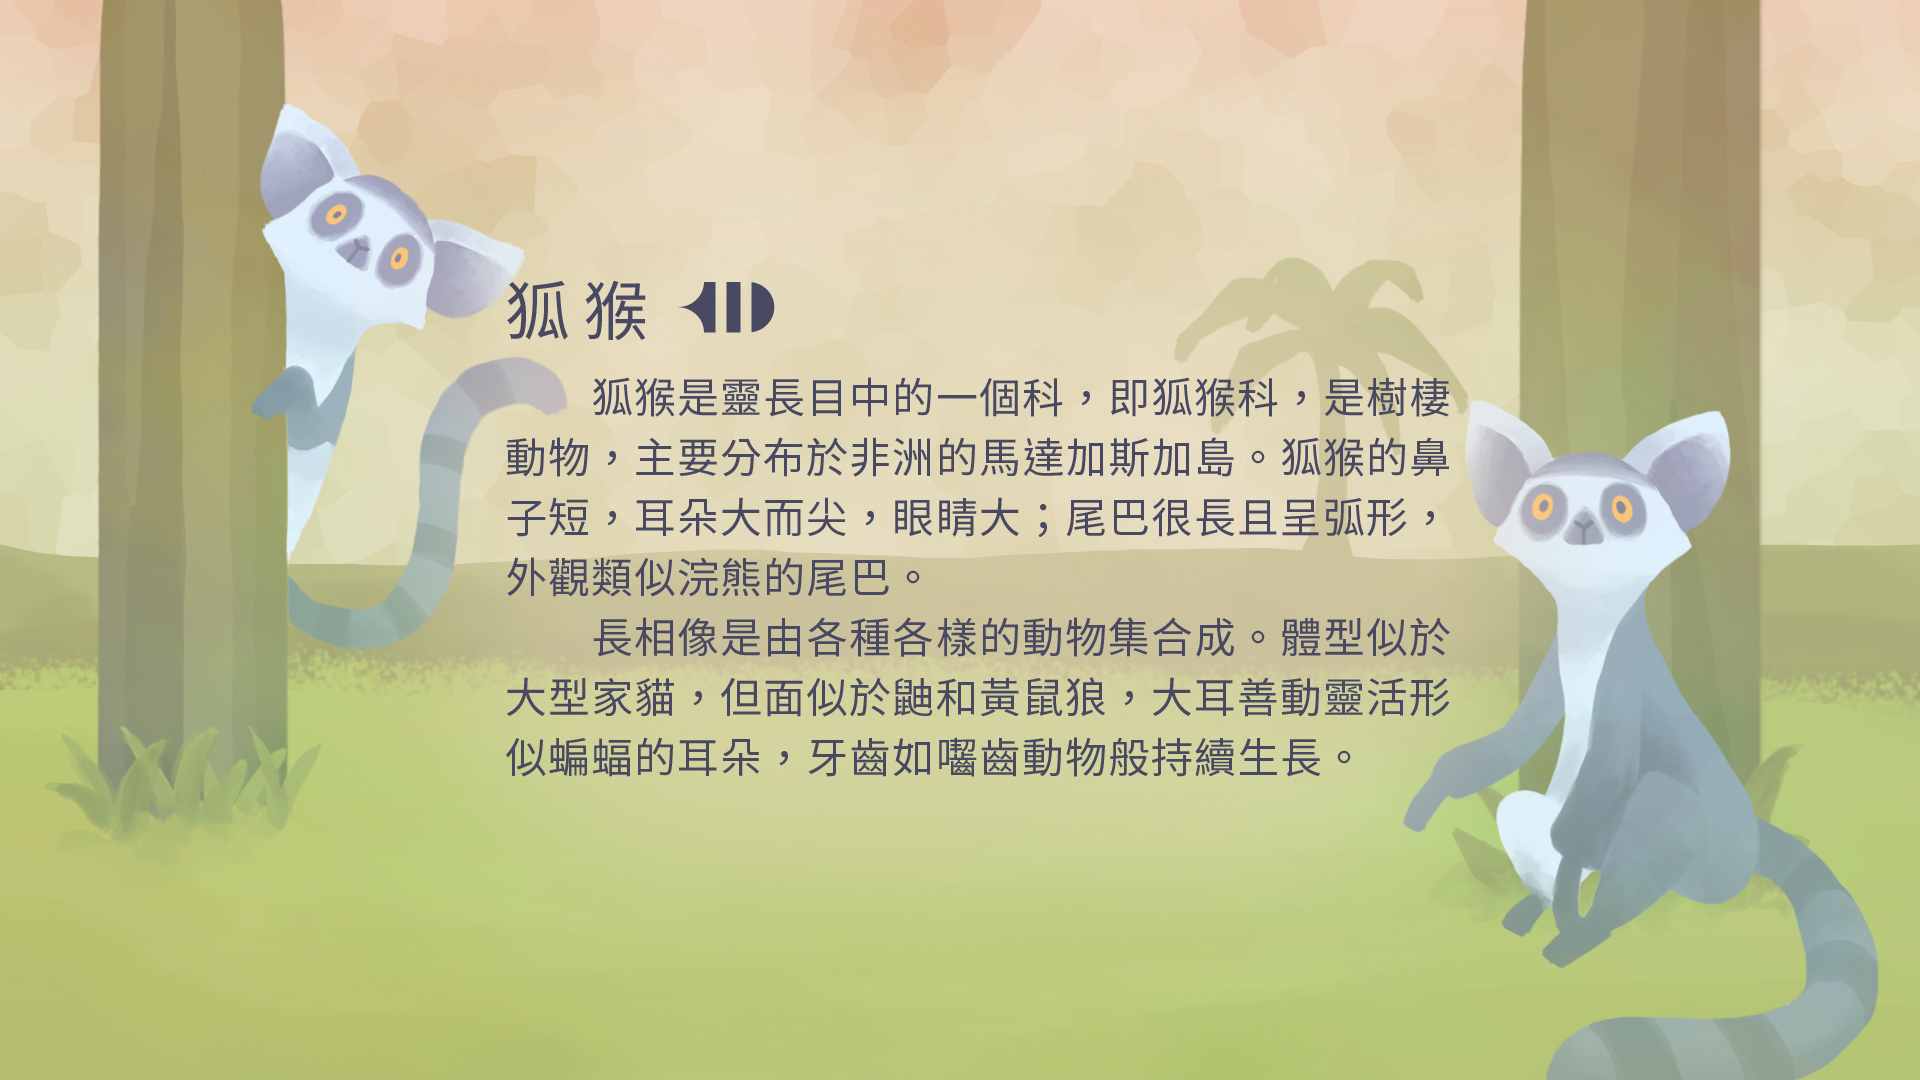 狐猴
狐猴是靈長目中的一個科，即狐猴科，是樹棲
動物，主要分布於非洲的馬達加斯加島。狐猴的鼻
子短，耳朵大而尖，眼睛大；尾巴很長且呈弧形，
外觀類似浣熊的尾巴。
長相像是由各種各樣的動物集合成。體型似於
大型家貓，但面似於鼬和黃鼠狼，大耳善動靈活形
似蝙蝠的耳朵，牙齒如囓齒動物般持續生長。